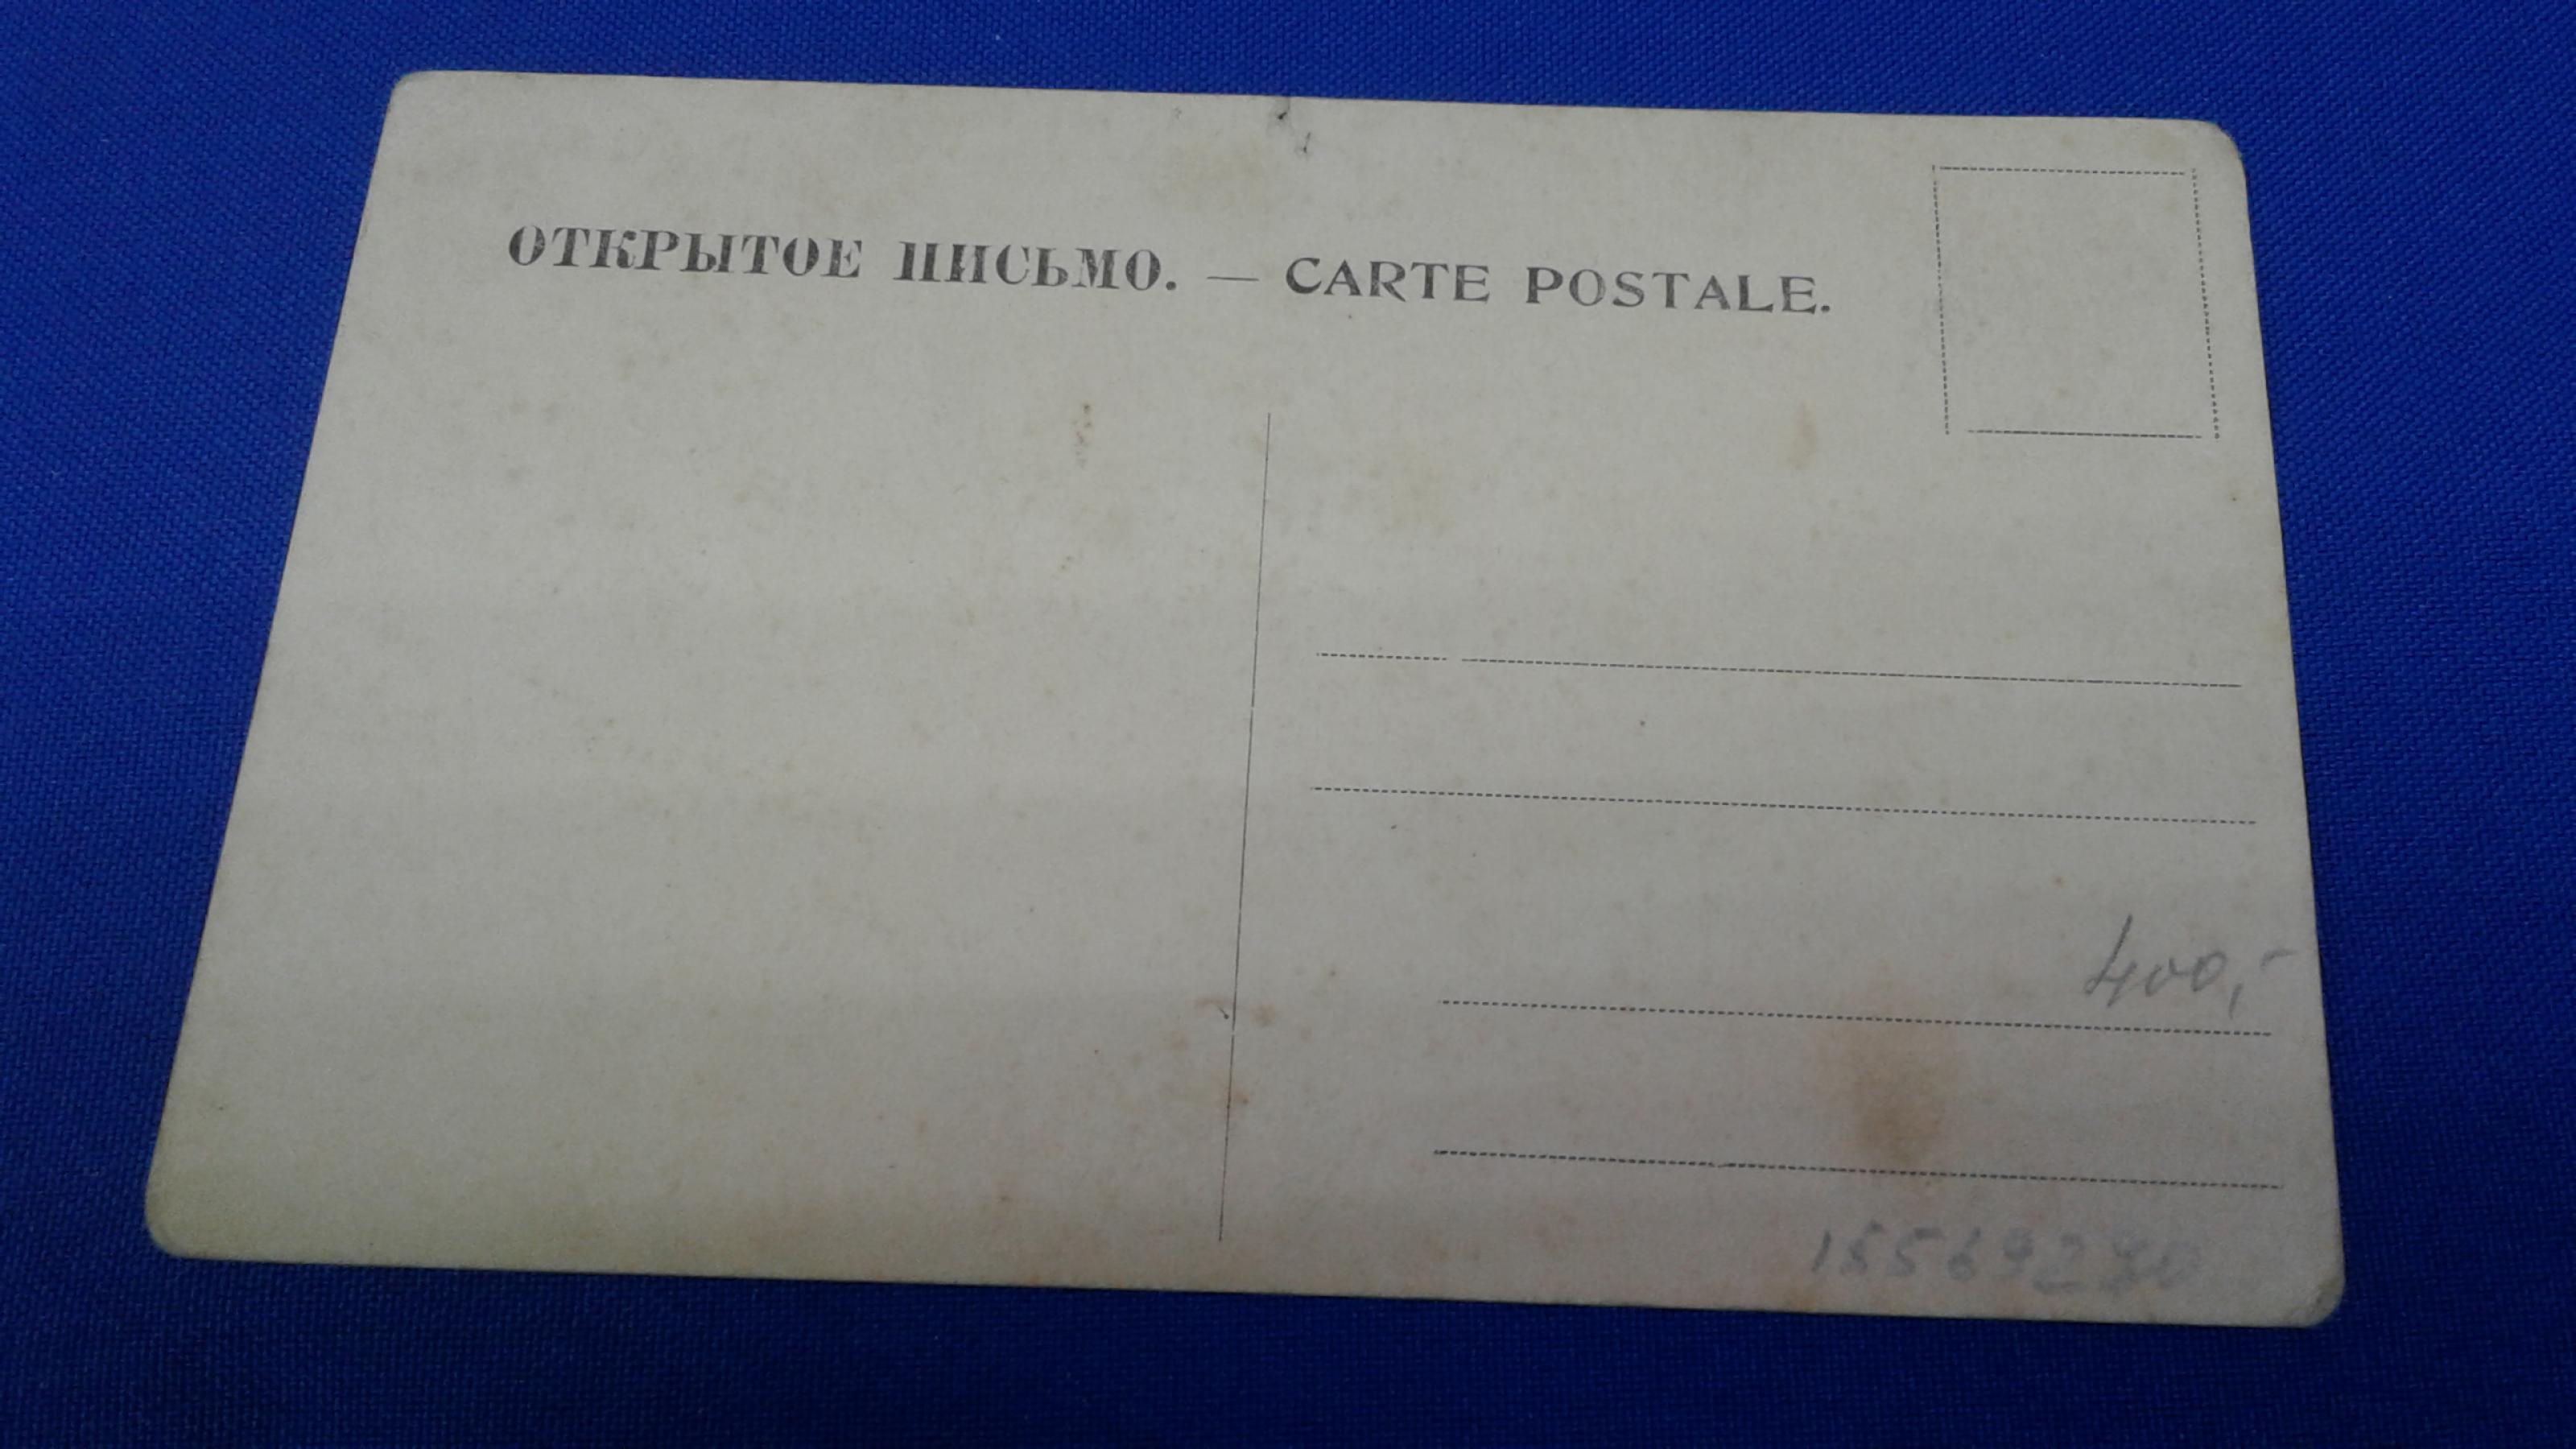 ОТКРЫТОЕ ПИСЬМО. — CARTE POSTALE.
400,-